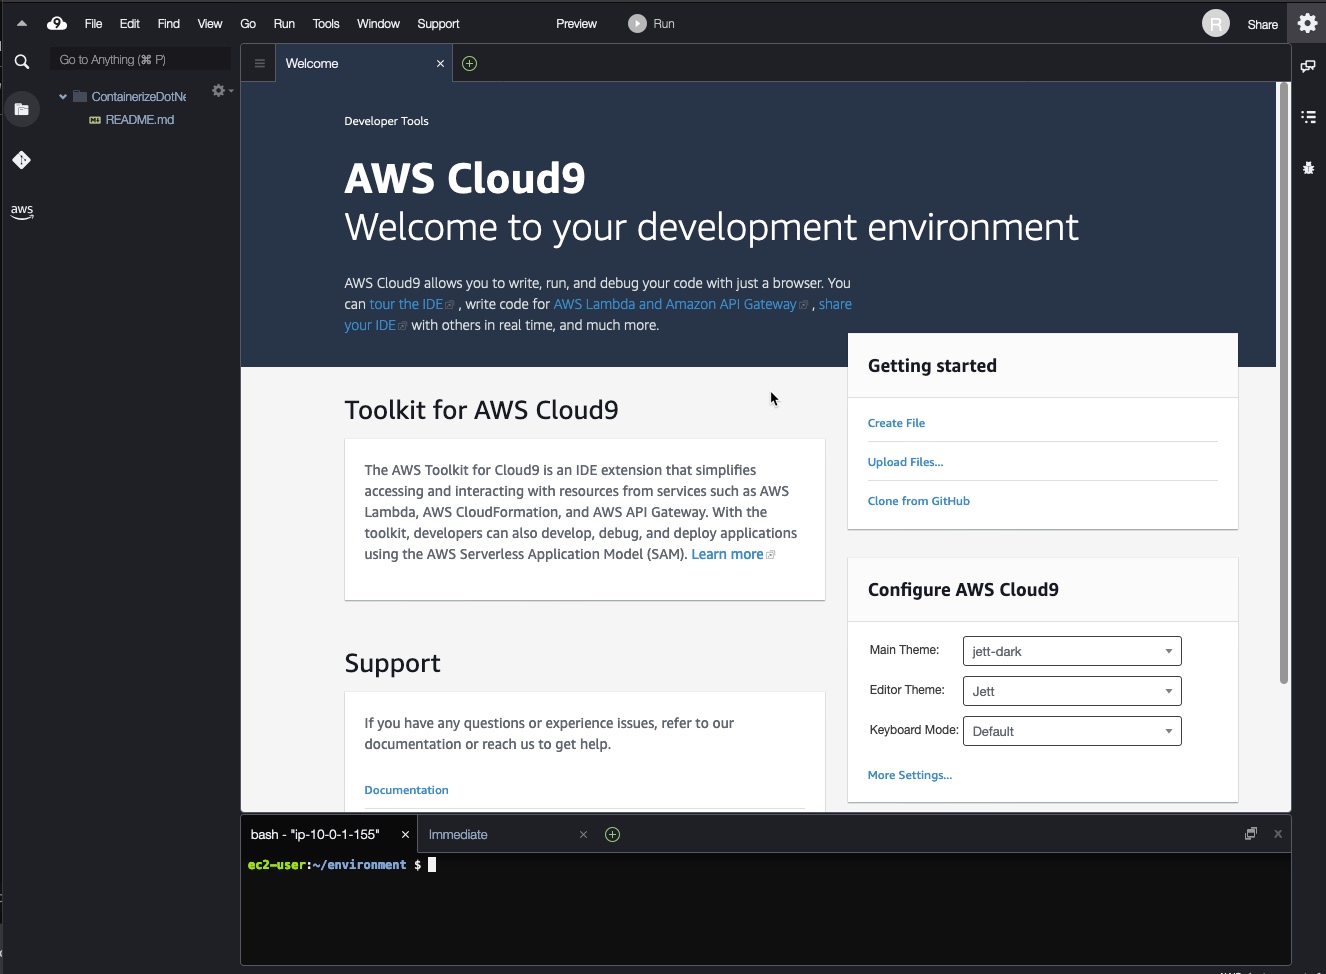 9 File Edit Find View Go Run Tools Window Support Preview Run R Share
Go to Anything (⌘ P)
Welcome
ContainerizeDotNe
README.md
aws
Developer Tools
AWS Cloud9
Welcome to your development environment
AWS Cloud9 allows you to write, run, and debug your code with just a browser. You
can tour the IDE , write code for AWS Lambda and Amazon API Gateway , share
your IDE with others in real time, and much more.
Getting started
Create File
Upload Files...
Clone from GitHub
Toolkit for AWS Cloud9
The AWS Toolkit for Cloud9 is an IDE extension that simplifies
accessing and interacting with resources from services such as AWS
Lambda, AWS CloudFormation, and AWS API Gateway. With the
toolkit, developers can also develop, debug, and deploy applications
using the AWS Serverless Application Model (SAM). Learn more
Configure AWS Cloud9
Main Theme: jett-dark
Editor Theme: Jett
Keyboard Mode: Default
More Settings...
Support
If you have any questions or experience issues, refer to our
documentation or reach us to get help.
Documentation
bash - "ip-10-0-1-155" Immediate
ec2-user:~/environment $